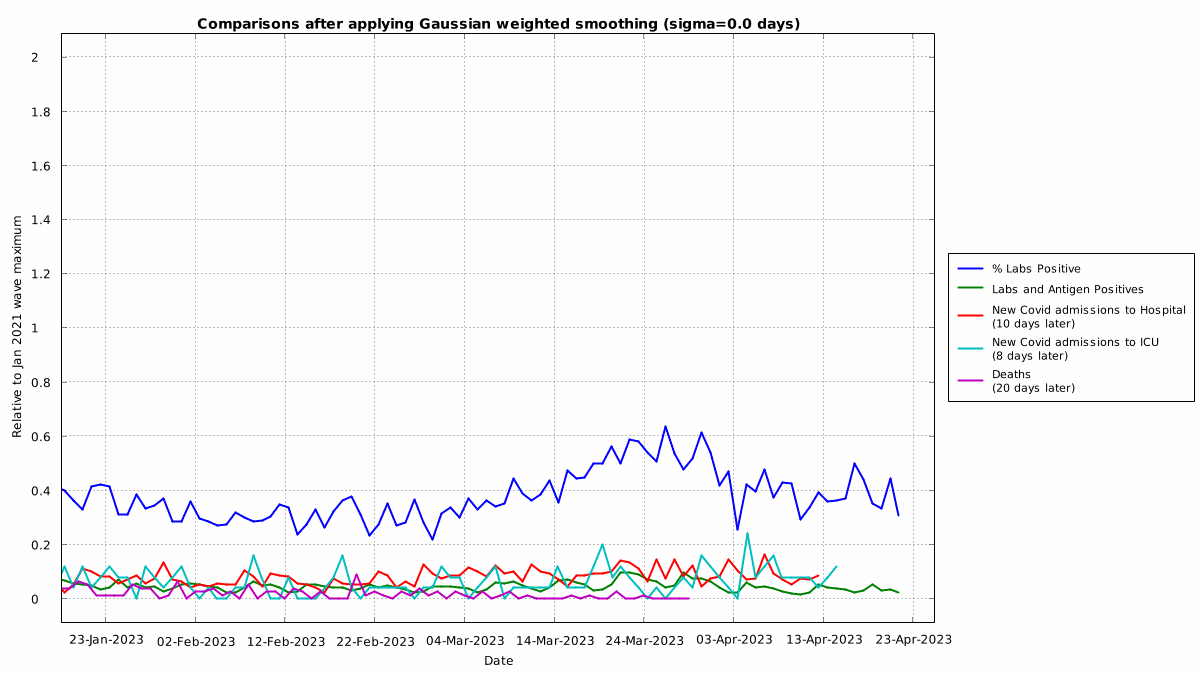 Comparisons after applying Gaussian weighted smoothing (sigma=0.0 days)
Relative to Jan 2021 wave maximum
2
1.8
1.6
1.4
1.2
1
0.8
0.6
0.4
0.2
0
23-Jan-2023 02-Feb-2023 12-Feb-2023 22-Feb-2023 04-Mar-2023 14-Mar-2023 24-Mar-2023 03-Apr-2023 13-Apr-2023 23-Apr-2023
Date
% Labs Positive
Labs and Antigen Positives
New Covid admissions to Hospital
(10 days later)
New Covid admissions to ICU
(8 days later)
Deaths
(20 days later)